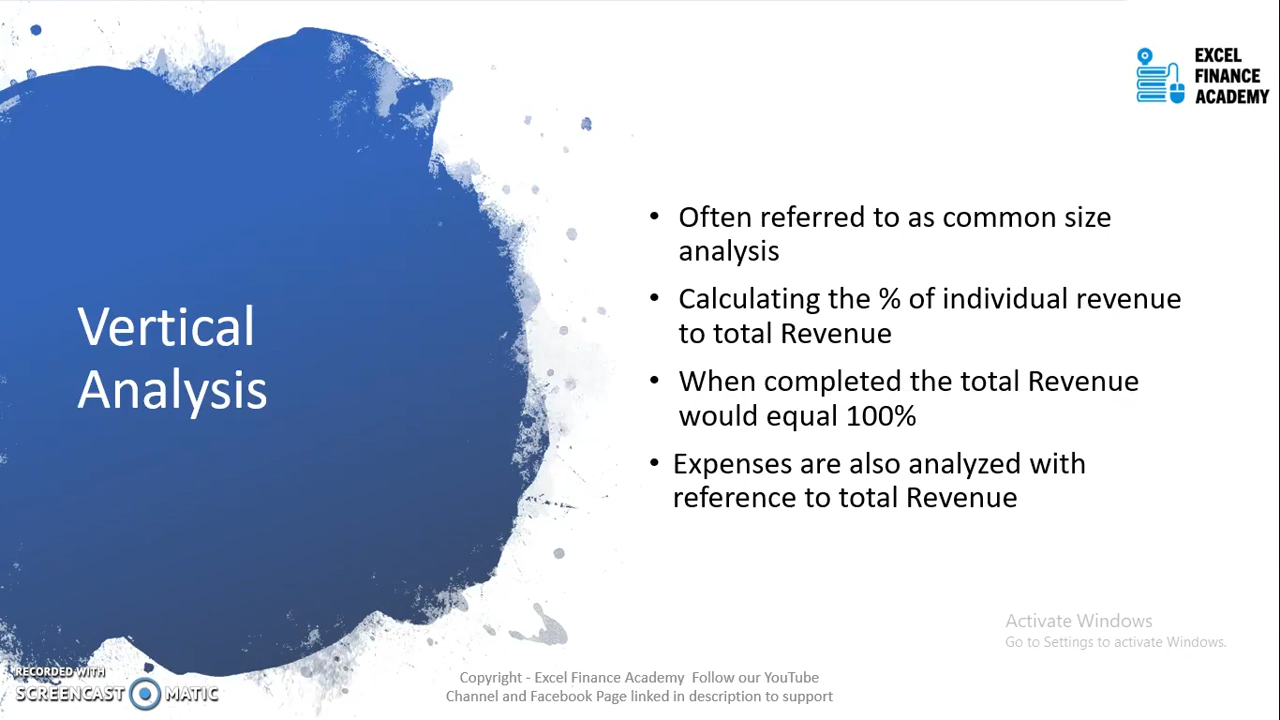 EXCEL
FINANCE
ACADEMY
Vertical
Analysis
• Often referred to as common size
analysis
• Calculating the % of individual revenue
to total Revenue
• When completed the total Revenue
would equal 100%
• Expenses are also analyzed with
reference to total Revenue
Activate Windows
Go to Settings to activate Windows.
RECORDED WITH
SCREENCAST MATIC
Copyright - Excel Finance Academy Follow our YouTube
Channel and Facebook Page linked in description to support